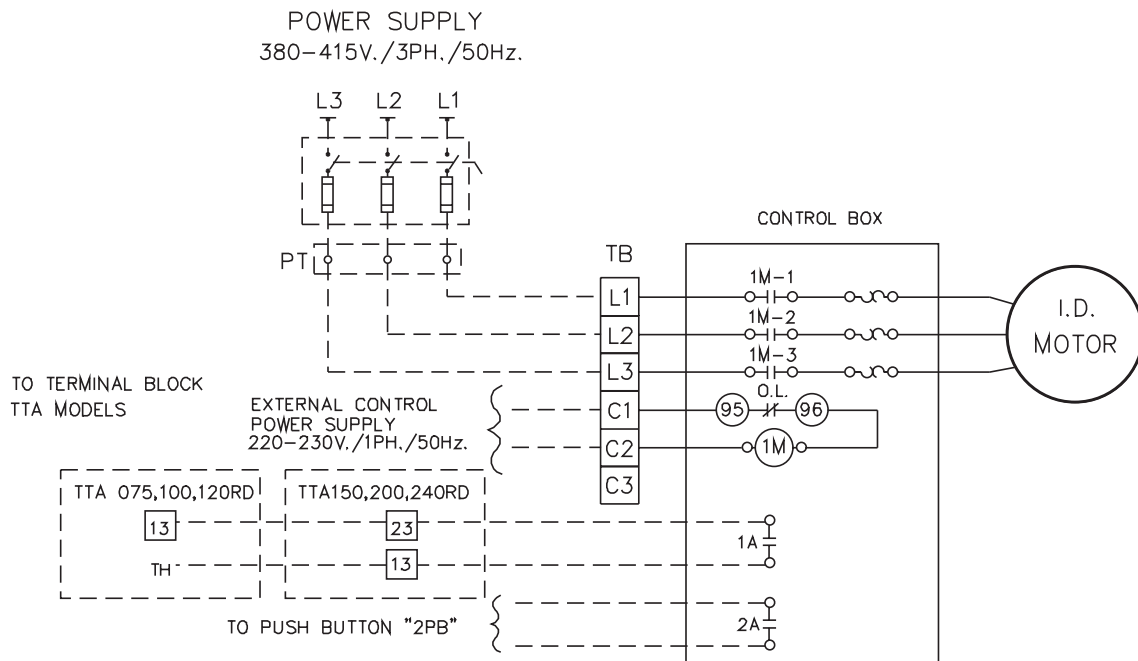 POWER SUPPLY
380-415V./3PH./50Hz.
L3 L2 L1
CONTROL BOX
PT
TB
L1
1M-1
I.D.
MOTOR
L2
1M-2
L3
1M-3
TO TERMINAL BLOCK
TTA MODELS
EXTERNAL CONTROL
POWER SUPPLY
220-230V./1PH./50Hz.
C1
O.L.
95
96
C2
1M
C3
TTA 075,100,120RD
TTA150,200,240RD
13
23
1A
TH
13
TO PUSH BUTTON "2PB"
2A